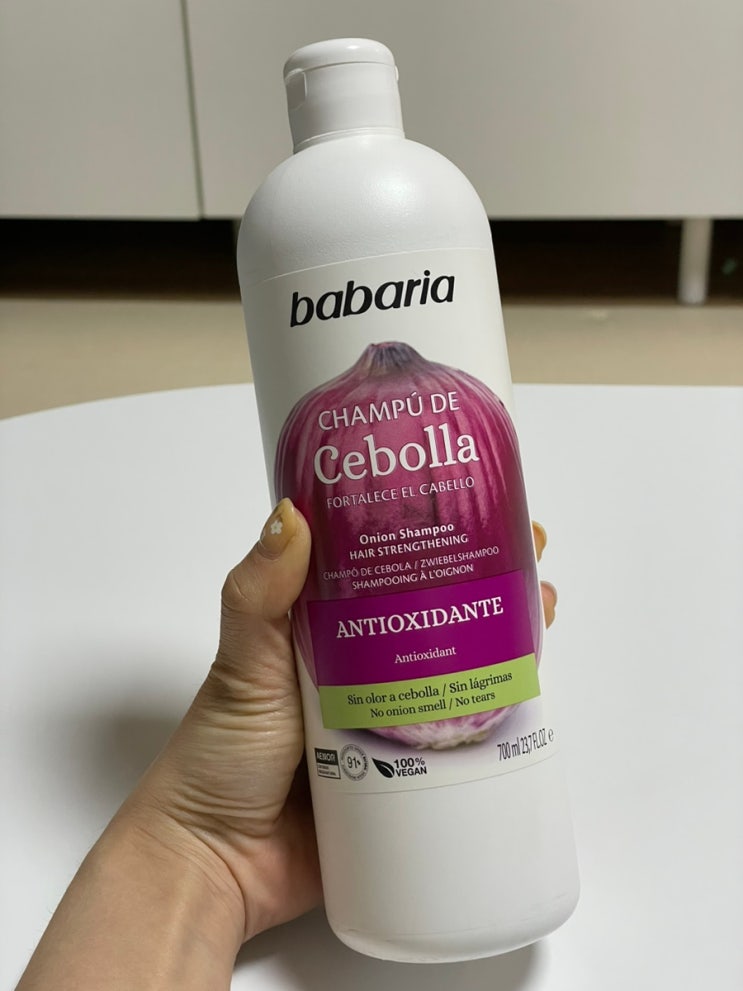 babaria
CHAMPÚ DE
Cebolla
FORTALECE EL CABELLO
Onion Shampoo
HAIR STRENGTHENING
CHAMPÔ DE CEBOLA / ZWIEBELSHAMPOO
SHAMPOOING À L'OIGNON
ANTIOXIDANTE
Antioxidant
Sin olor a cebolla / Sin lágrimas
No onion smell / No tears
91+
100%
VEGAN
700 ml 23,7 FL.OZ e